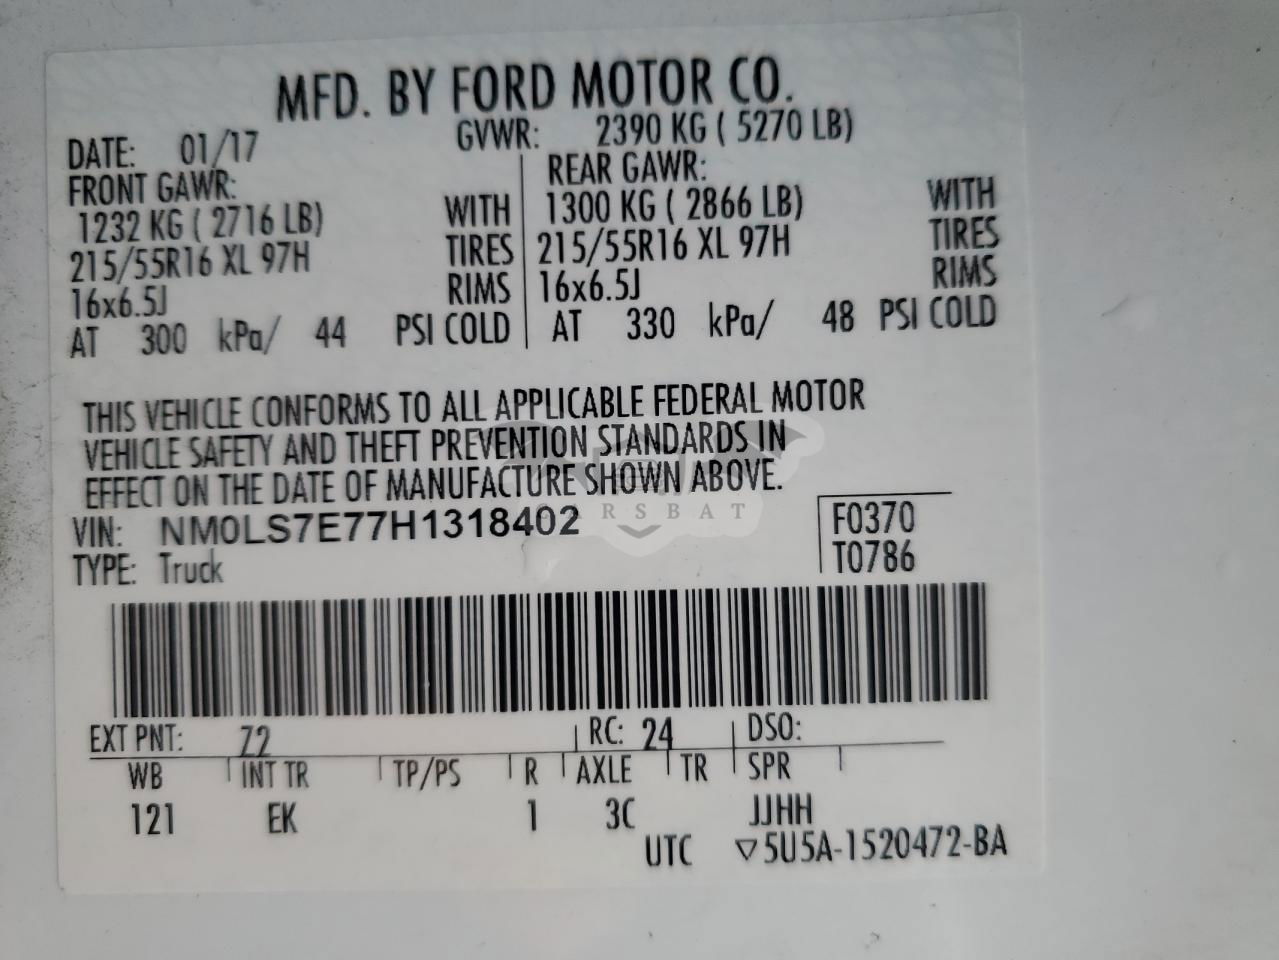 MFD. BY FORD MOTOR CO.
DATE: 01/17 GVWR: 2390 KG ( 5270 LB)
FRONT GAWR: REAR GAWR:
1232 KG ( 2716 LB) WITH 1300 KG ( 2866 LB) WITH
215/55R16 XL 97H TIRES 215/55R16 XL 97H TIRES
16x6.5J RIMS 16x6.5J RIMS
AT 300 kPa/ 44 PSI COLD AT 330 kPa/ 48 PSI COLD
THIS VEHICLE CONFORMS TO ALL APPLICABLE FEDERAL MOTOR
VEHICLE SAFETY AND THEFT PREVENTION STANDARDS IN
EFFECT ON THE DATE OF MANUFACTURE SHOWN ABOVE.
VIN: NM0LS7E77H1318402 F0370
TYPE: Truck T0786
EXT PNT: Z2 RC: 24 DSO:
WB INT TR TP/PS R AXLE TR SPR
121 EK 1 3C JJHH
UTC ▽5U5A-1520472-BA